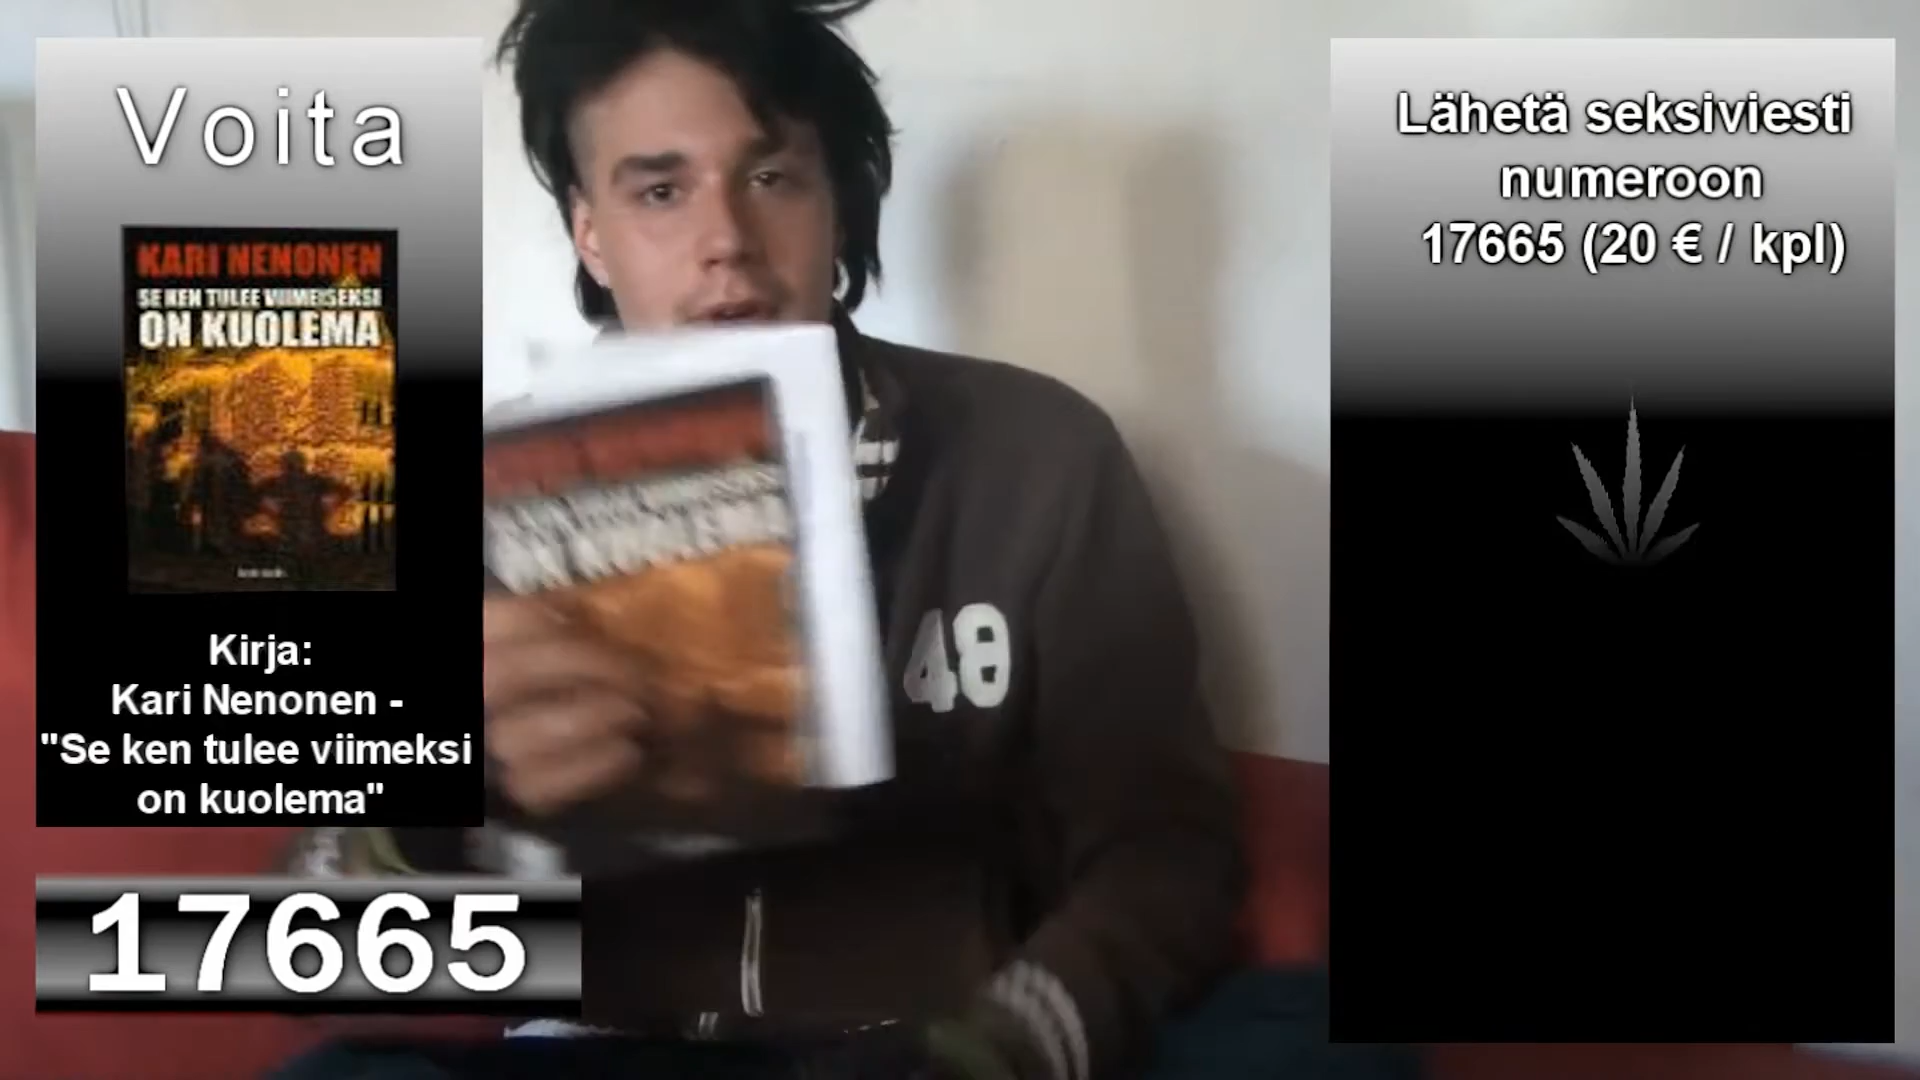 Voita
KARI NENONEN
SE KEN TULEE VIIMEISEKSI
ON KUOLEMA
Kirja:
Kari Nenonen -
"Se ken tulee viimeksi
on kuolema"
17665
Lähetä seksiviesti
numeroon
17665 (20 € / kpl)
48